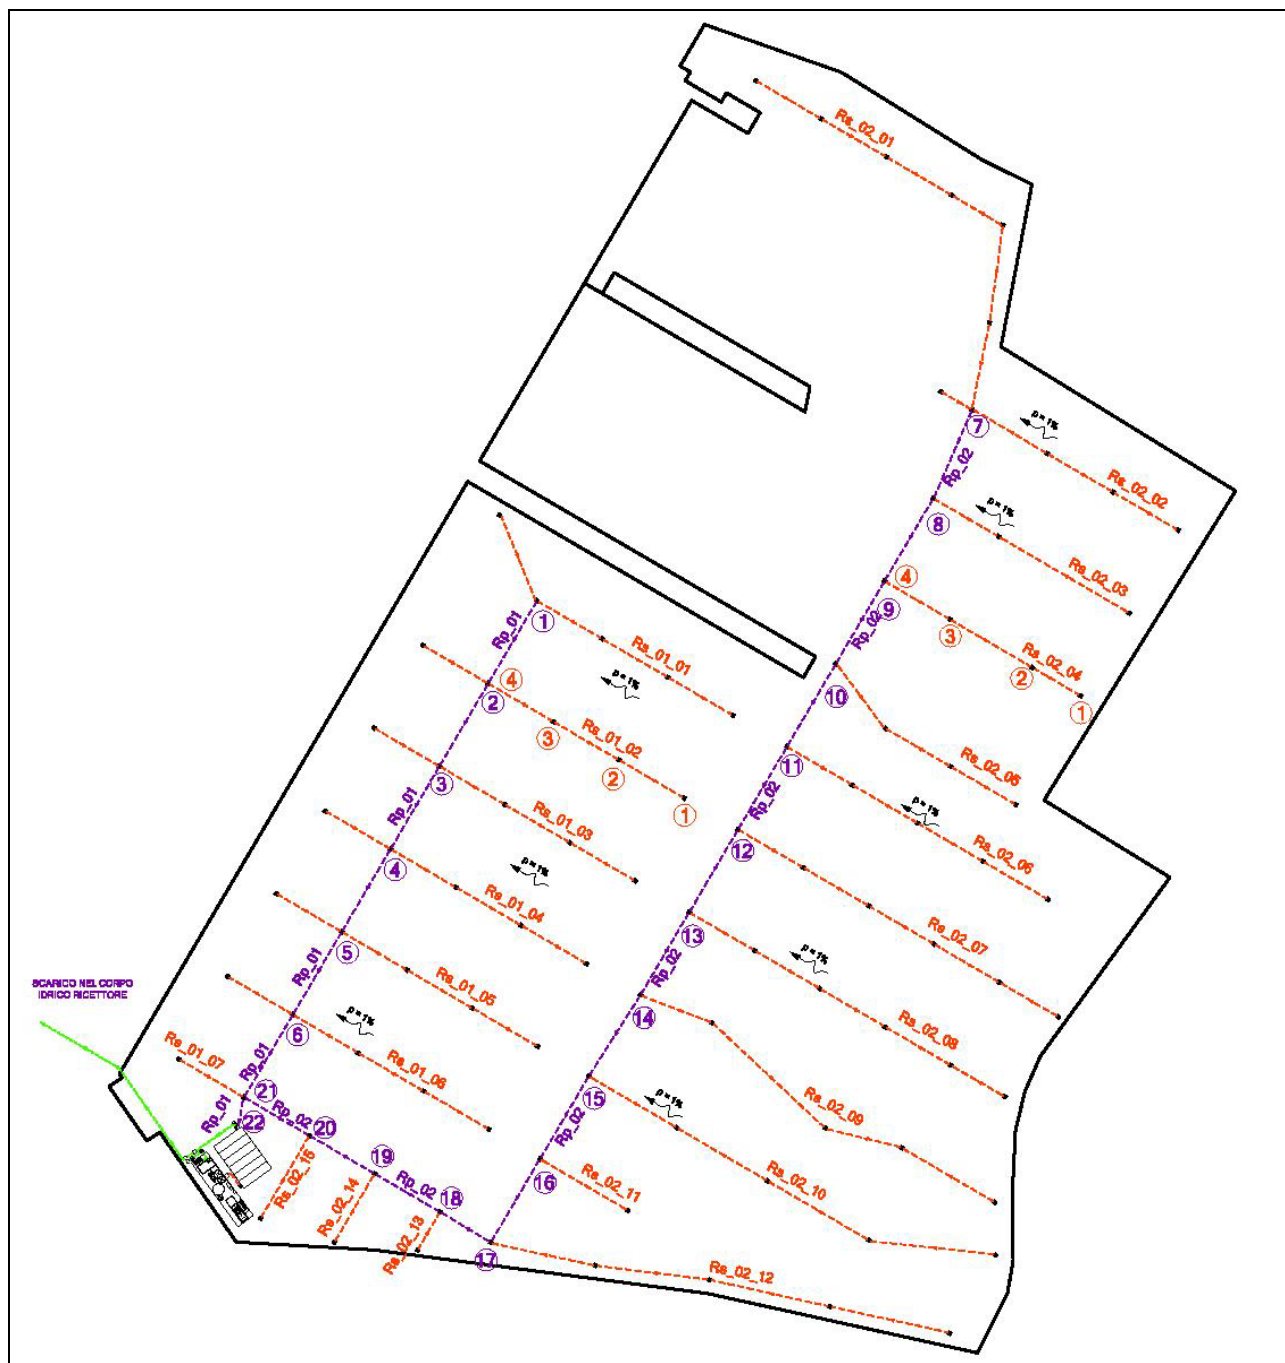 Rs_02_01
p = 1%
7
Rs_02_02
Rp_02
8
p = 1%
Rs_02_03
4
9
3
Rs_02_04
2
1
Rp_02
10
Rs_02_05
1
Rp_01
Rs_01_01
p = 1%
4
2
Rs_01_02
3
2
1
11
p = 1%
Rs_02_06
Rp_02
12
Rs_02_07
3
Rs_01_03
Rp_01
4
p = 1%
Rs_01_04
13
p = 1%
Rs_02_08
Rp_02
14
5
Rs_01_05
Rp_01
6
p = 1%
Rs_01_06
SCARICO NEL CORPO
IDRICO RICETTORE
Rs_01_07
Rp_01
21
Rp_01
22
Rp_02
20
19
Rp_02
18
17
15
p = 1%
Rs_02_09
Rp_02
16
Rs_02_10
Rs_02_11
Rs_02_15
Rs_02_14
Rs_02_13
Rs_02_12